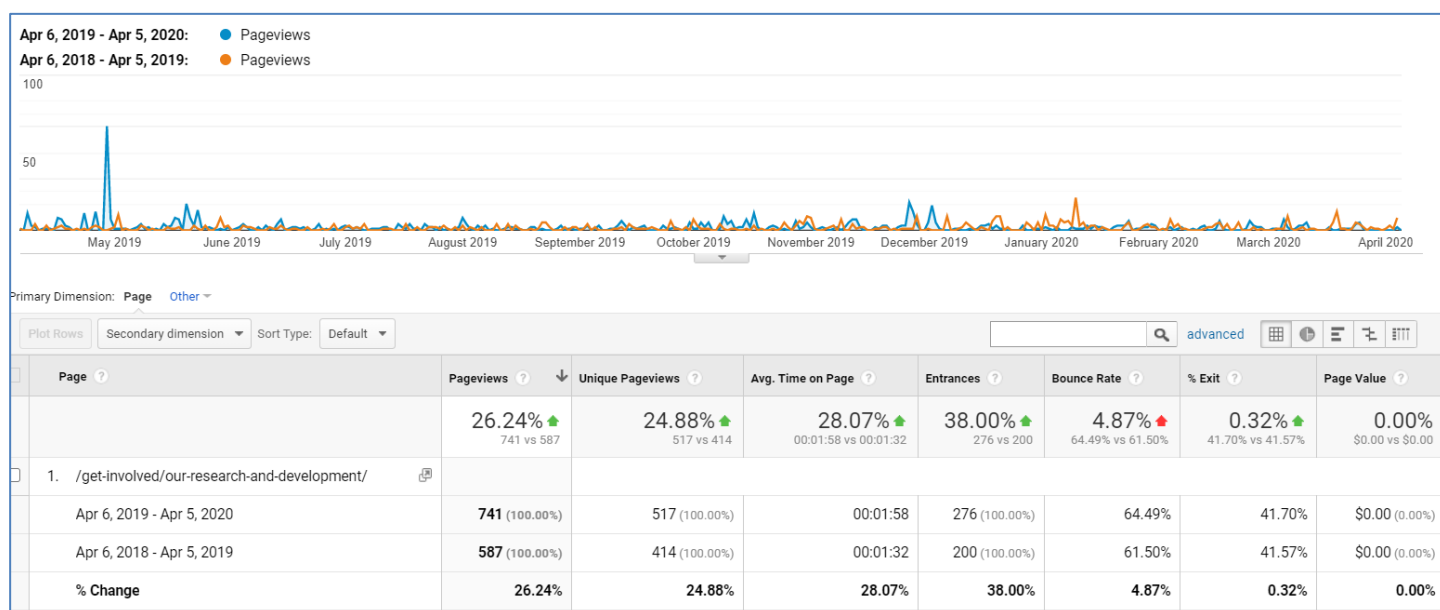 Apr 6, 2019 - Apr 5, 2020: Pageviews
Apr 6, 2018 - Apr 5, 2019: Pageviews
100
50
May 2019 June 2019 July 2019 August 2019 September 2019 October 2019 November 2019 December 2019 January 2020 February 2020 March 2020 April 2020
Primary Dimension: Page Other
Plot Rows Secondary dimension Sort Type: Default advanced
Page ? Pageviews ? Unique Pageviews ? Avg. Time on Page ? Entrances ? Bounce Rate ? % Exit ? Page Value ?
26.24% 24.88% 28.07% 38.00% 4.87% 0.32% 0.00%
741 vs 587 517 vs 414 00:01:58 vs 00:01:32 276 vs 200 64.49% vs 61.50% 41.70% vs 41.57% $0.00 vs $0.00
1. /get-involved/our-research-and-development/
Apr 6, 2019 - Apr 5, 2020 741 (100.00%) 517 (100.00%) 00:01:58 276 (100.00%) 64.49% 41.70% $0.00 (0.00%)
Apr 6, 2018 - Apr 5, 2019 587 (100.00%) 414 (100.00%) 00:01:32 200 (100.00%) 61.50% 41.57% $0.00 (0.00%)
% Change 26.24% 24.88% 28.07% 38.00% 4.87% 0.32% 0.00%